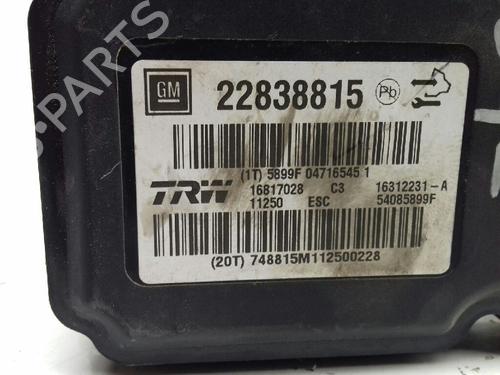 GM 22838815 Pb
(1T) 5899F 04716545 1
TRW 16817028 C3 16312231-A
11250 ESC 54085899F
(20T) 748815M112500228
PARTS